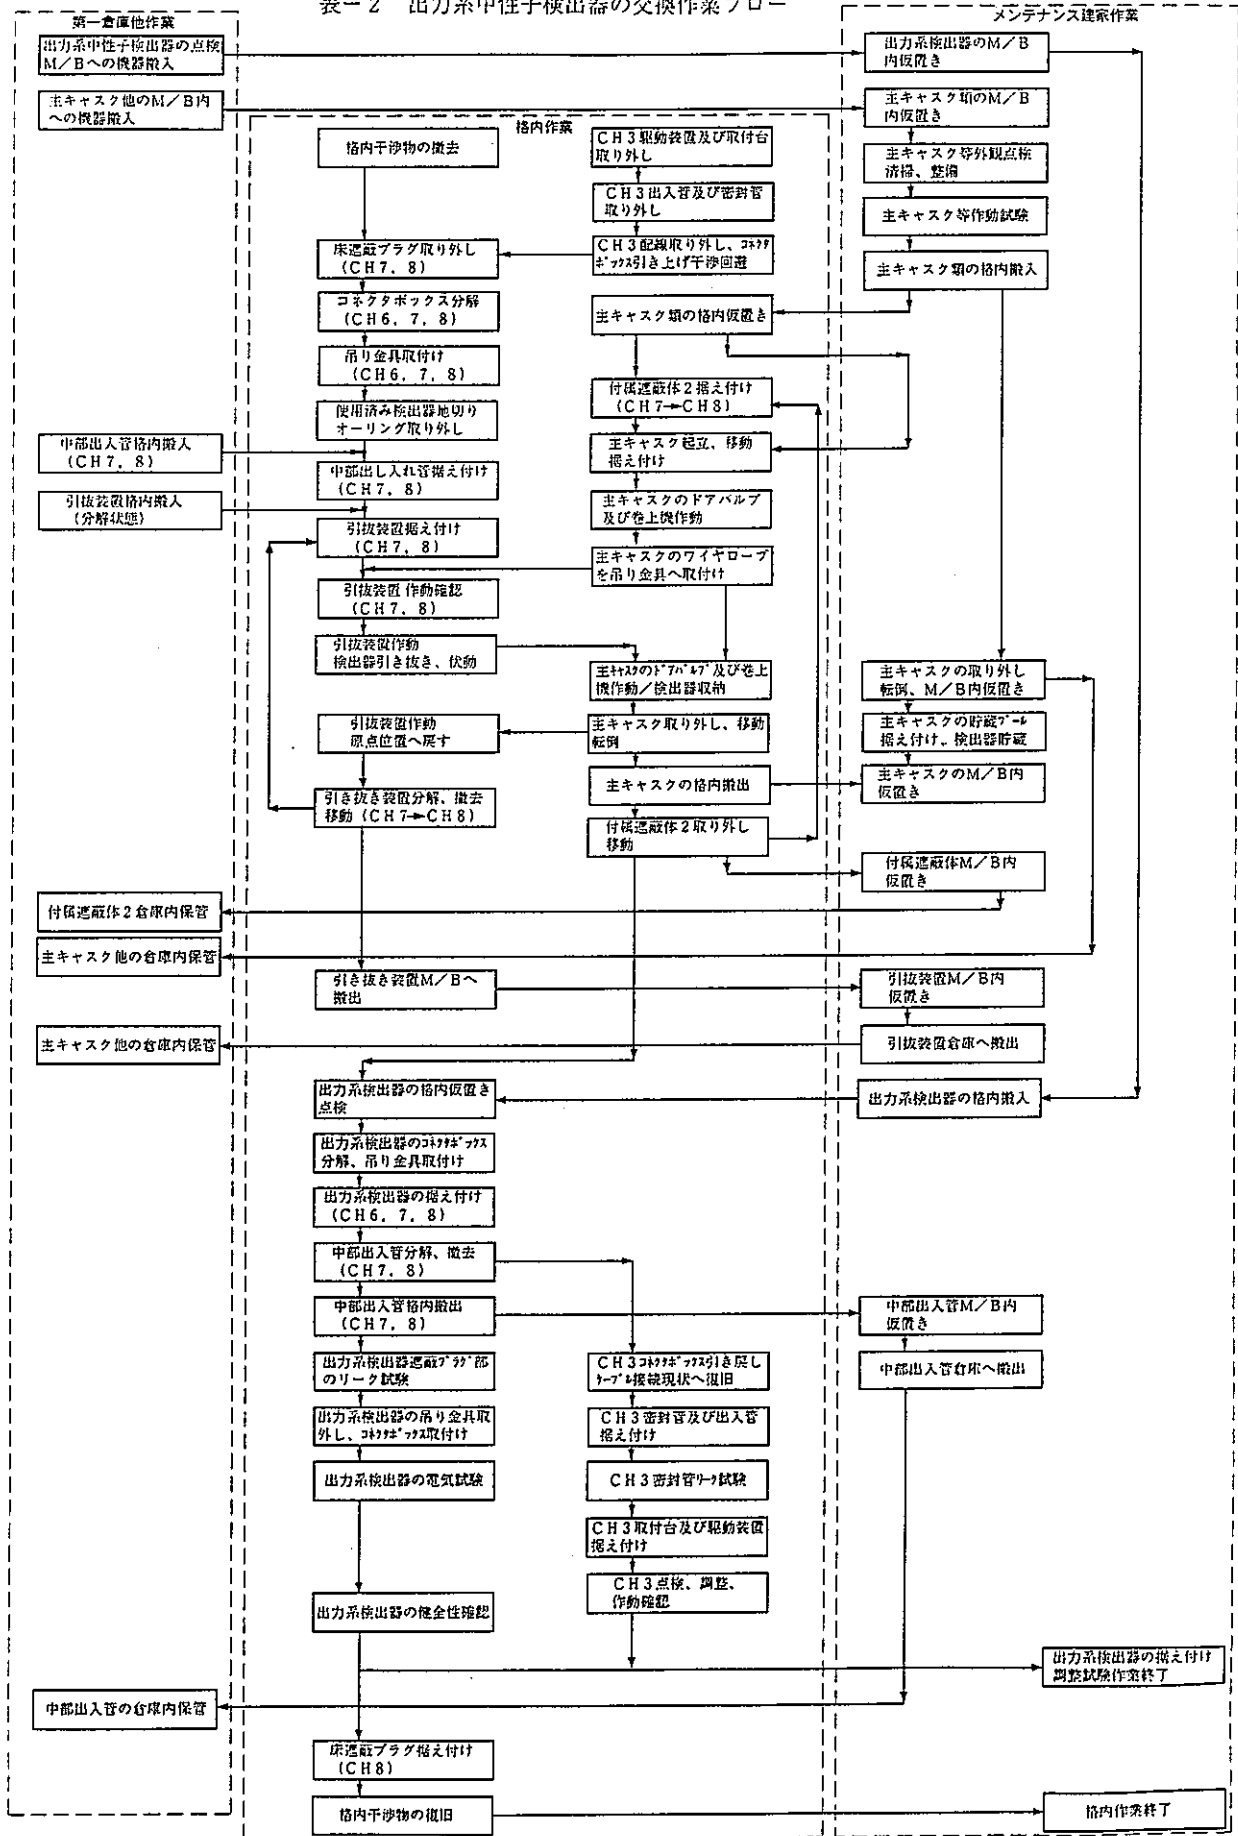 表－2 出力系中性子検出器の交換作業フロー
第一倉庫他作業
出力系中性子検出器の点検
M／Bへの機器搬入
主キャスク他のM／B内
への機器搬入
中部出入管格内搬入
(CH7, 8)
引抜装置格内搬入
(分解状態)
付属遮蔽体2倉庫内保管
主キャスク他の倉庫内保管
主キャスク他の倉庫内保管
中部出入管の倉庫内保管
格内作業
格内干渉物の撤去
床遮蔽プラグ取り外し
(CH7, 8)
コネクタボックス分解
(CH6, 7, 8)
吊り金具取付け
(CH6, 7, 8)
使用済み検出器地切り
オーリング取り外し
中部出し入れ管据え付け
(CH7, 8)
引抜装置据え付け
(CH7, 8)
引抜装置 作動確認
(CH7, 8)
引抜装置作動
検出器引き抜き、伏動
引抜装置作動
原点位置へ戻す
引き抜き装置分解、撤去
移動 (CH7→CH8)
引き抜き装置M／Bへ
搬出
出力系検出器の格内仮置き
点検
出力系検出器のコネクタボックス
分解、吊り金具取付け
出力系検出器の据え付け
(CH6, 7, 8)
中部出入管分解、撤去
(CH7, 8)
中部出入管格内搬出
(CH7, 8)
出力系検出器遮蔽プラグ部
のリーク試験
出力系検出器の吊り金具取
外し、コネクタボックス取付け
出力系検出器の電気試験
出力系検出器の健全性確認
床遮蔽プラグ据え付け
(CH8)
格内干渉物の復旧
CH3駆動装置及び取付台
取り外し
CH3出入管及び密封管
取り外し
CH3配線取り外し、コネクタ
ボックス引き上げ干渉回避
主キャスク類の格内仮置き
付属遮蔽体2据え付け
(CH7→CH8)
主キャスク起立、移動
据え付け
主キャスクのドアバルブ
及び巻上機作動
主キャスクのワイヤロープ
を吊り金具へ取付け
主キャスクのドアバルブ及び巻上
機作動／検出器収納
主キャスク取り外し、移動
転倒
主キャスクの格内搬出
付属遮蔽体2取り外し
移動
CH3コネクタボックス引き戻し
ケーブル接続現状へ復旧
CH3密封管及び出入管
据え付け
CH3密封管リーク試験
CH3取付台及び駆動装置
据え付け
CH3点検、調整、
作動確認
メンテナンス建家作業
出力系検出器のM／B
内仮置き
主キャスク類のM／B
内仮置き
主キャスク等外観点検
清掃、整備
主キャスク等作動試験
主キャスク類の格内搬入
主キャスクの取り外し
転倒、M／B内仮置き
主キャスクの貯蔵プール
据え付け、検出器貯蔵
主キャスクのM／B内
仮置き
付属遮蔽体M／B内
仮置き
引抜装置M／B内
仮置き
引抜装置倉庫へ搬出
出力系検出器の格内搬入
中部出入管M／B内
仮置き
中部出入管倉庫へ搬出
出力系検出器の据え付け
調整試験作業終了
格内作業終了